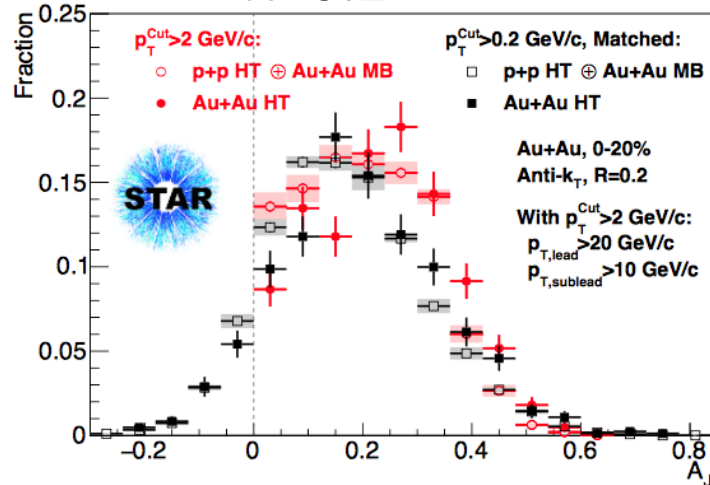 p_T^Cut>2 GeV/c:
p+p HT ⊕ Au+Au MB
Au+Au HT
p_T^Cut>0.2 GeV/c, Matched:
p+p HT ⊕ Au+Au MB
Au+Au HT
Au+Au, 0-20%
Anti-k_T, R=0.2
With p_T^Cut>2 GeV/c:
p_T,lead>20 GeV/c
p_T,sublead>10 GeV/c
STAR
Fraction
0.25
0.2
0.15
0.1
0.05
0
−0.2
0
0.2
0.4
0.6
0.8